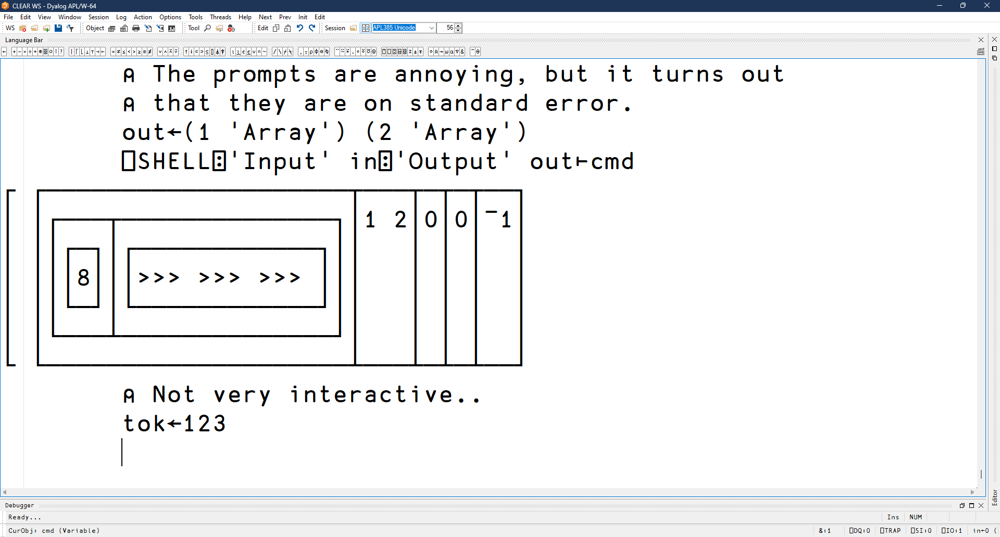 CLEAR WS - Dyalog APL/W-64
File Edit View Window Session Log Action Options Tools Threads Help Next Prev Init Edit
WS Object Tool Edit Session APL385 Unicode 56
Language Bar
⍝ The prompts are annoying, but it turns out
⍝ that they are on standard error.
out←(1 'Array') (2 'Array')
⎕SHELL⍠'Input' in⍠'Output' out⊢cmd
1 2 0 0 ¯1
8 >>> >>> >>>
⍝ Not very interactive..
tok←123
Editor
Debugger
Ready...
Ins NUM
CurObj: cmd (Variable)
&:1 ⎕DQ:0 ⎕TRAP ⎕SI:0 ⎕IO:1 in←0 (